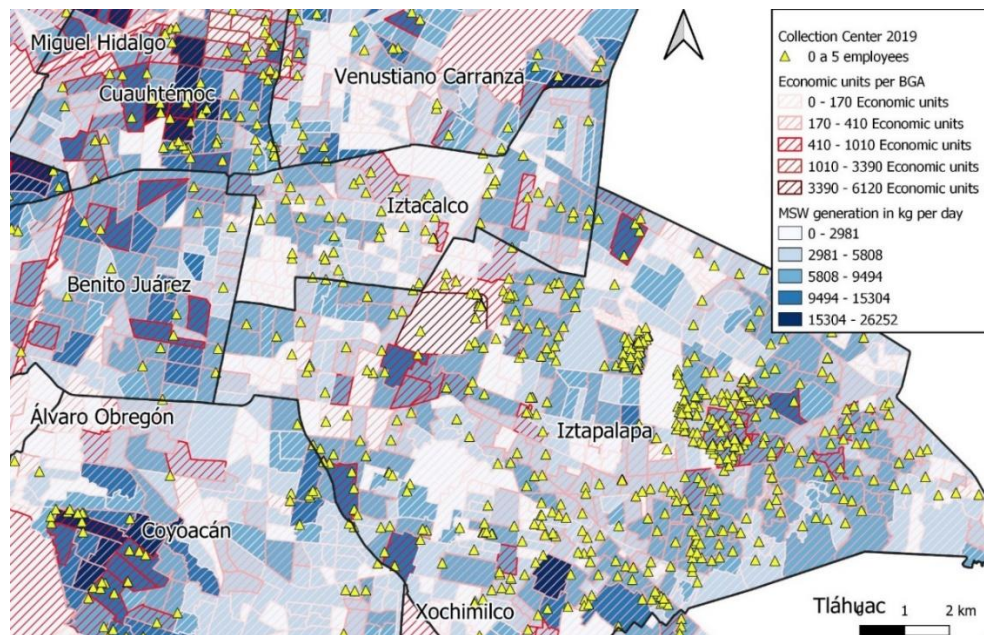 Miguel Hidalgo
Cuauhtémoc
Venustiano Carranza
Iztacalco
Benito Juárez
Álvaro Obregón
Iztapalapa
Coyoacán
Xochimilco
Tláhuac
Collection Center 2019
0 a 5 employees
Economic units per BGA
0 - 170 Economic units
170 - 410 Economic units
410 - 1010 Economic units
1010 - 3390 Economic units
3390 - 6120 Economic units
MSW generation in kg per day
0 - 2981
2981 - 5808
5808 - 9494
9494 - 15304
15304 - 26252
0 1 2 km